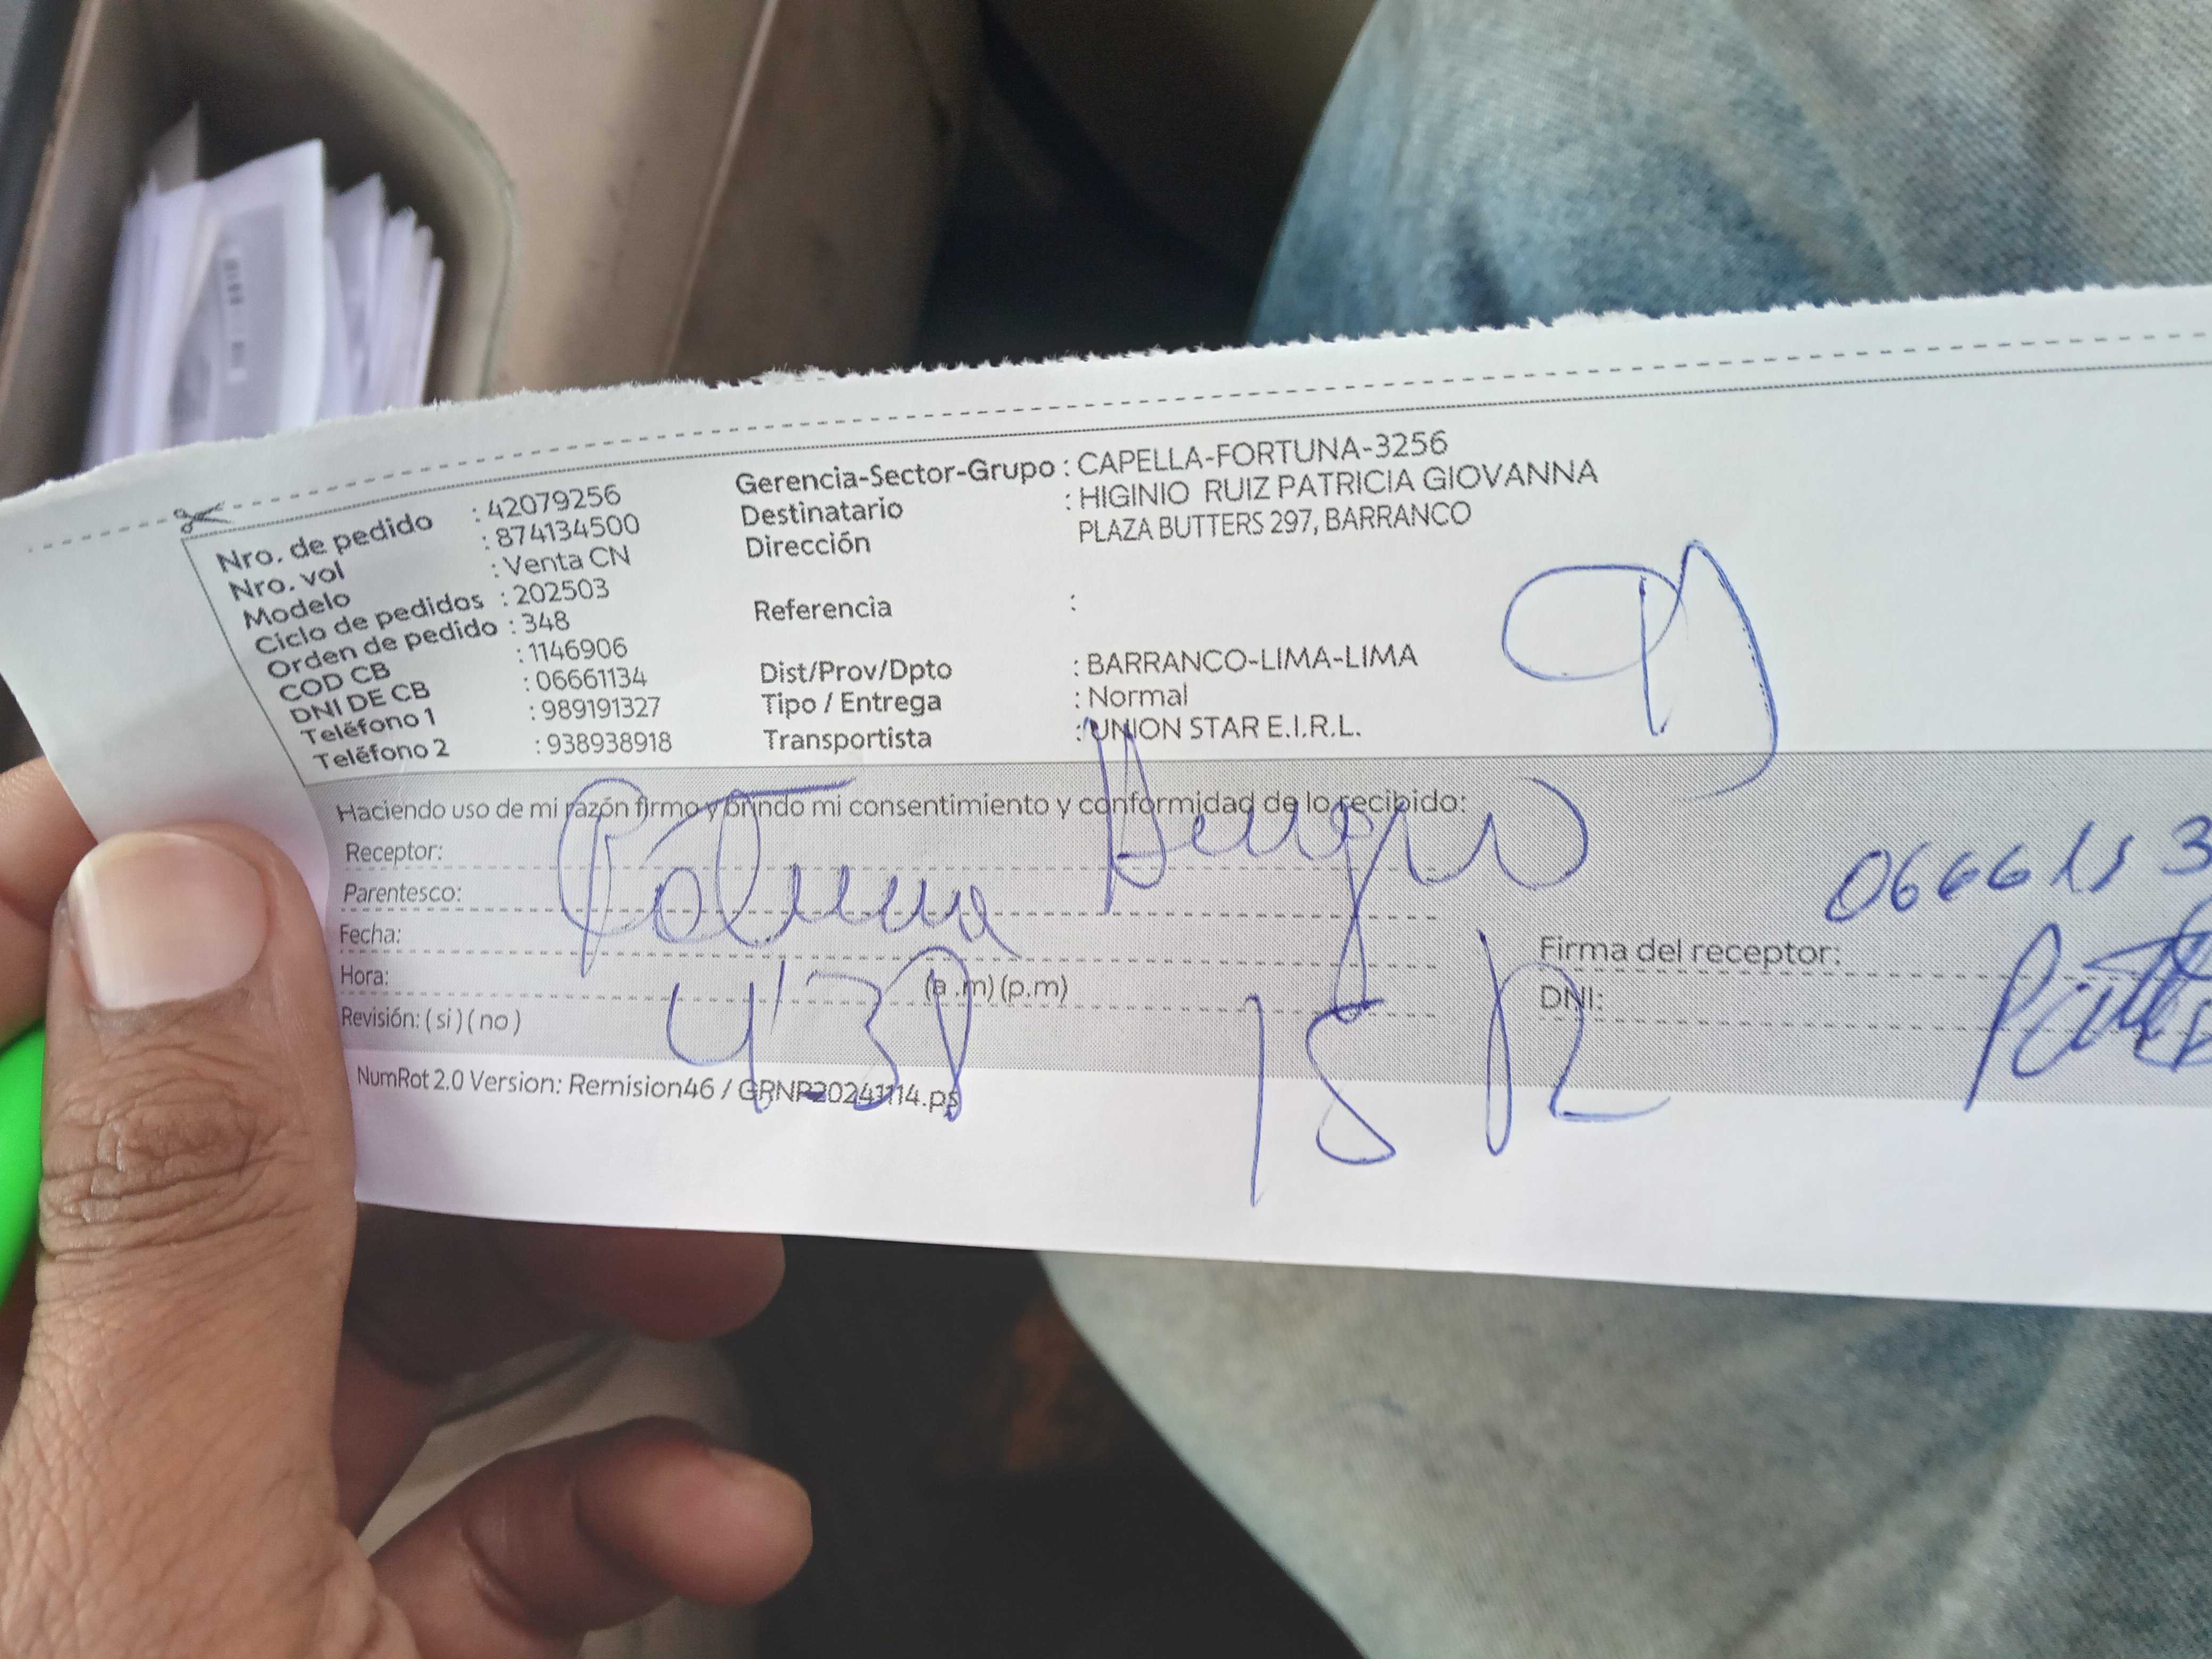 Nro. de pedido : 42079256
Nro. vol : 874134500
Modelo : Venta CN
Ciclo de pedidos : 202503
Orden de pedido : 348
COD CB : 1146906
DNI DE CB : 06661134
Teléfono 1 : 989191327
Teléfono 2 : 938938918
Gerencia-Sector-Grupo : CAPELLA-FORTUNA-3256
Destinatario : HIGINIO RUIZ PATRICIA GIOVANNA
Dirección PLAZA BUTTERS 297, BARRANCO
Referencia :
Dist/Prov/Dpto : BARRANCO-LIMA-LIMA
Tipo / Entrega : Normal
Transportista : UNION STAR E.I.R.L.
Haciendo uso de mi razón firmo y brindo mi consentimiento y conformidad de lo recibido:
Receptor:
Parentesco:
Fecha:
Hora: (a.m) (p.m)
Revisión: ( si ) ( no )
Firma del receptor:
DNI:
NumRot 2.0 Version: Remision46 / GRNP20241114.ps